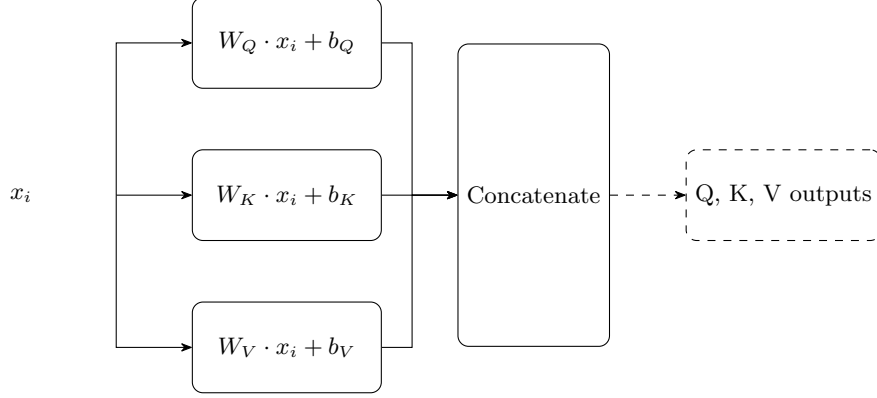 x_i
W_Q · x_i + b_Q
W_K · x_i + b_K
W_V · x_i + b_V
Concatenate
Q, K, V outputs